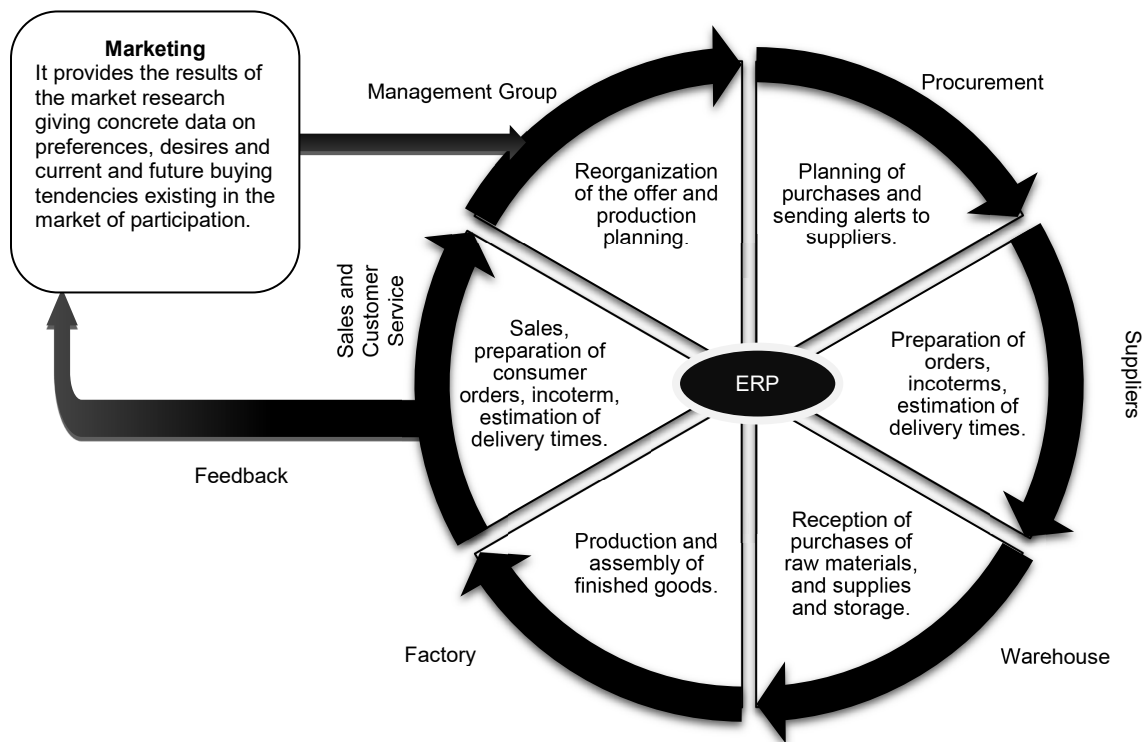 Marketing
It provides the results of
the market research
giving concrete data on
preferences, desires and
current and future buying
tendencies existing in the
market of participation.
Management Group
Procurement
Reorganization
of the offer and
production
planning.
Planning of
purchases and
sending alerts to
suppliers.
Sales and
Customer
Service
Sales,
preparation of
consumer
orders, incoterm,
estimation of
delivery times.
ERP
Preparation of
orders,
incoterms,
estimation of
delivery times.
Suppliers
Feedback
Production and
assembly of
finished goods.
Reception of
purchases of
raw materials,
and supplies
and storage.
Factory
Warehouse